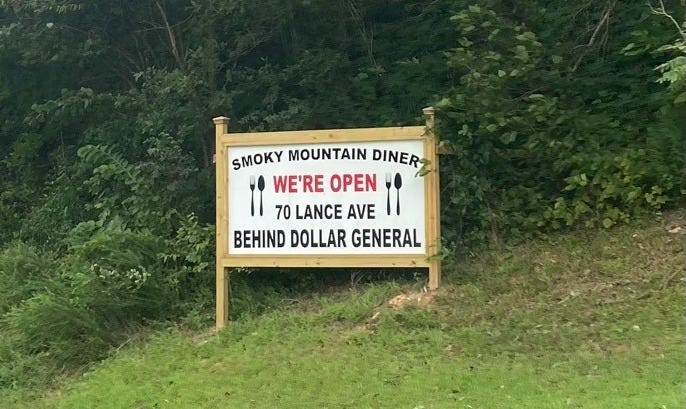 SMOKY MOUNTAIN DINER
WE'RE OPEN
70 LANCE AVE
BEHIND DOLLAR GENERAL